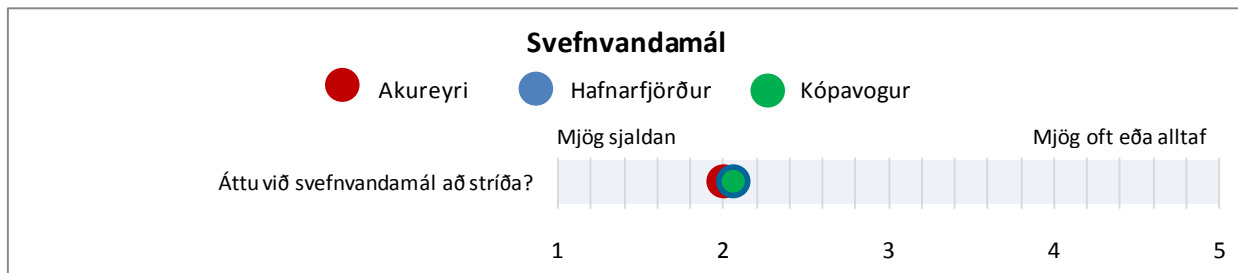 Svefnvandamál
Akureyri Hafnarfjörður Kópavogur
Mjög sjaldan Mjög oft eða alltaf
Áttu við svefnvandamál að stríða?
1 2 3 4 5